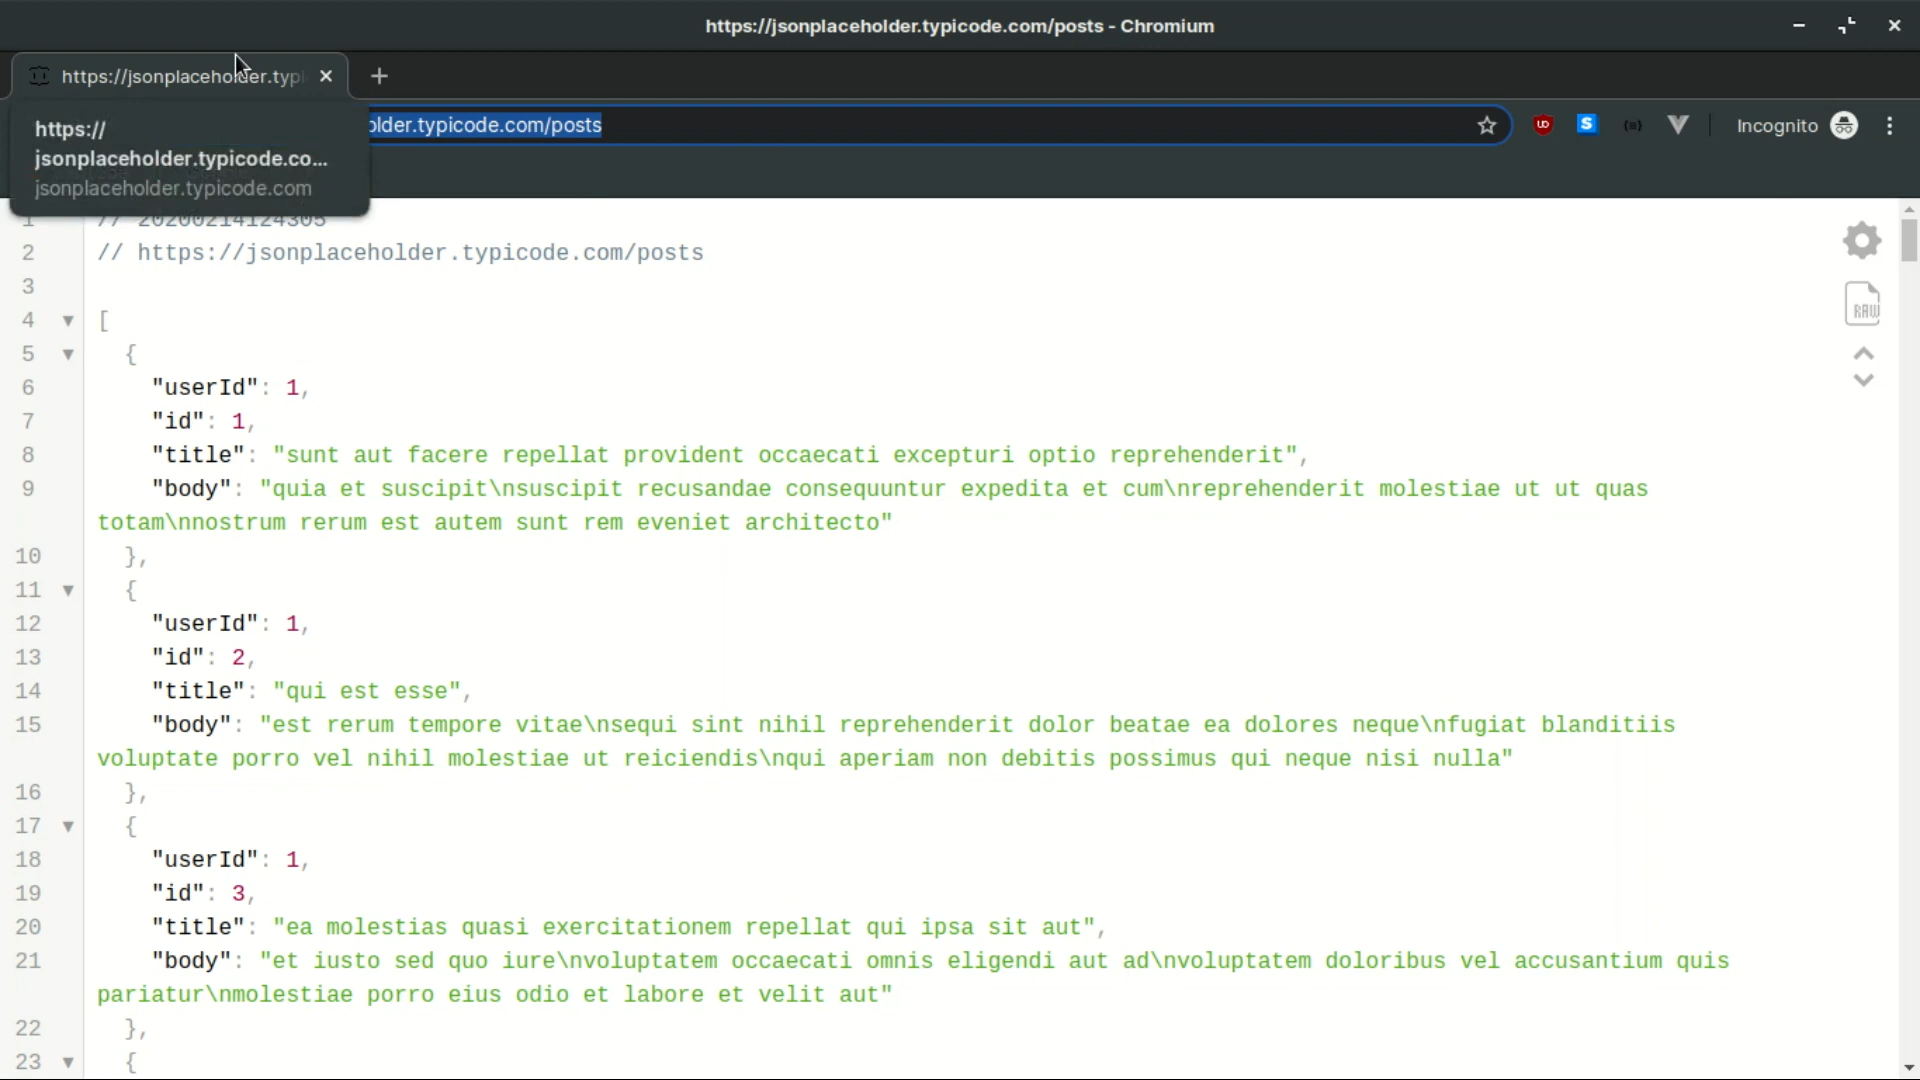 https://jsonplaceholder.typicode.com/posts - Chromium
https://jsonplaceholder.typi
older.typicode.com/posts
Incognito
https://
jsonplaceholder.typicode.co...
jsonplaceholder.typicode.com
1 // 20200214124305
2 // https://jsonplaceholder.typicode.com/posts
3
4 [
5 {
6 "userId": 1,
7 "id": 1,
8 "title": "sunt aut facere repellat provident occaecati excepturi optio reprehenderit",
9 "body": "quia et suscipit\nsuscipit recusandae consequuntur expedita et cum\nreprehenderit molestiae ut ut quas
totam\nnostrum rerum est autem sunt rem eveniet architecto"
10 },
11 {
12 "userId": 1,
13 "id": 2,
14 "title": "qui est esse",
15 "body": "est rerum tempore vitae\nsequi sint nihil reprehenderit dolor beatae ea dolores neque\nfugiat blanditiis
voluptate porro vel nihil molestiae ut reiciendis\nqui aperiam non debitis possimus qui neque nisi nulla"
16 },
17 {
18 "userId": 1,
19 "id": 3,
20 "title": "ea molestias quasi exercitationem repellat qui ipsa sit aut",
21 "body": "et iusto sed quo iure\nvoluptatem occaecati omnis eligendi aut ad\nvoluptatem doloribus vel accusantium quis
pariatur\nmolestiae porro eius odio et labore et velit aut"
22 },
23 {
RAW